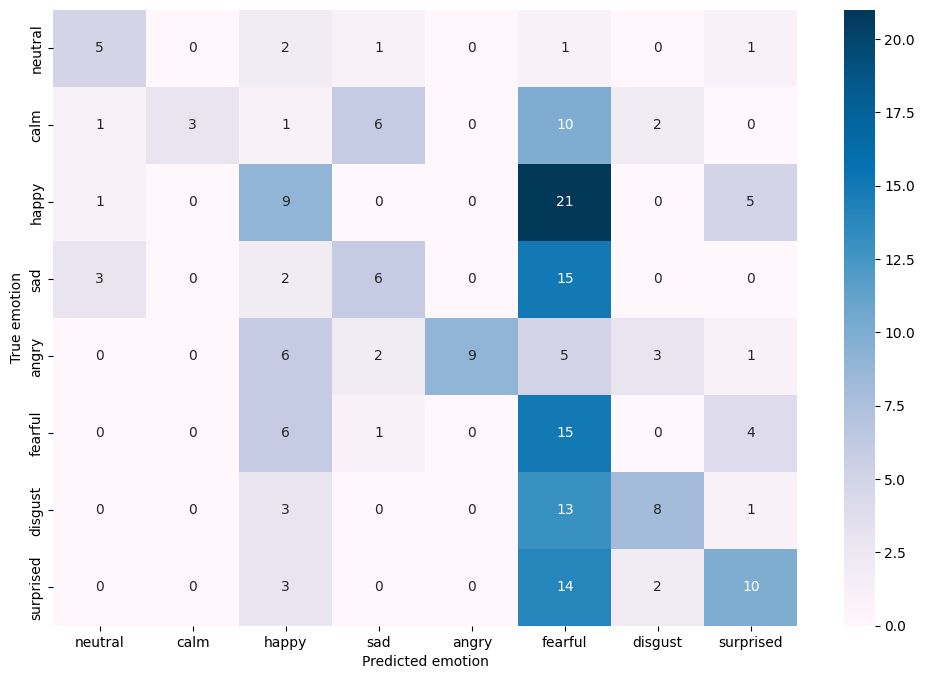 True emotion
neutral 5 0 2 1 0 1 0 1
calm 1 3 1 6 0 10 2 0
happy 1 0 9 0 0 21 0 5
sad 3 0 2 6 0 15 0 0
angry 0 0 6 2 9 5 3 1
fearful 0 0 6 1 0 15 0 4
disgust 0 0 3 0 0 13 8 1
surprised 0 0 3 0 0 14 2 10
neutral calm happy sad angry fearful disgust surprised
Predicted emotion
20.0
17.5
15.0
12.5
10.0
7.5
5.0
2.5
0.0